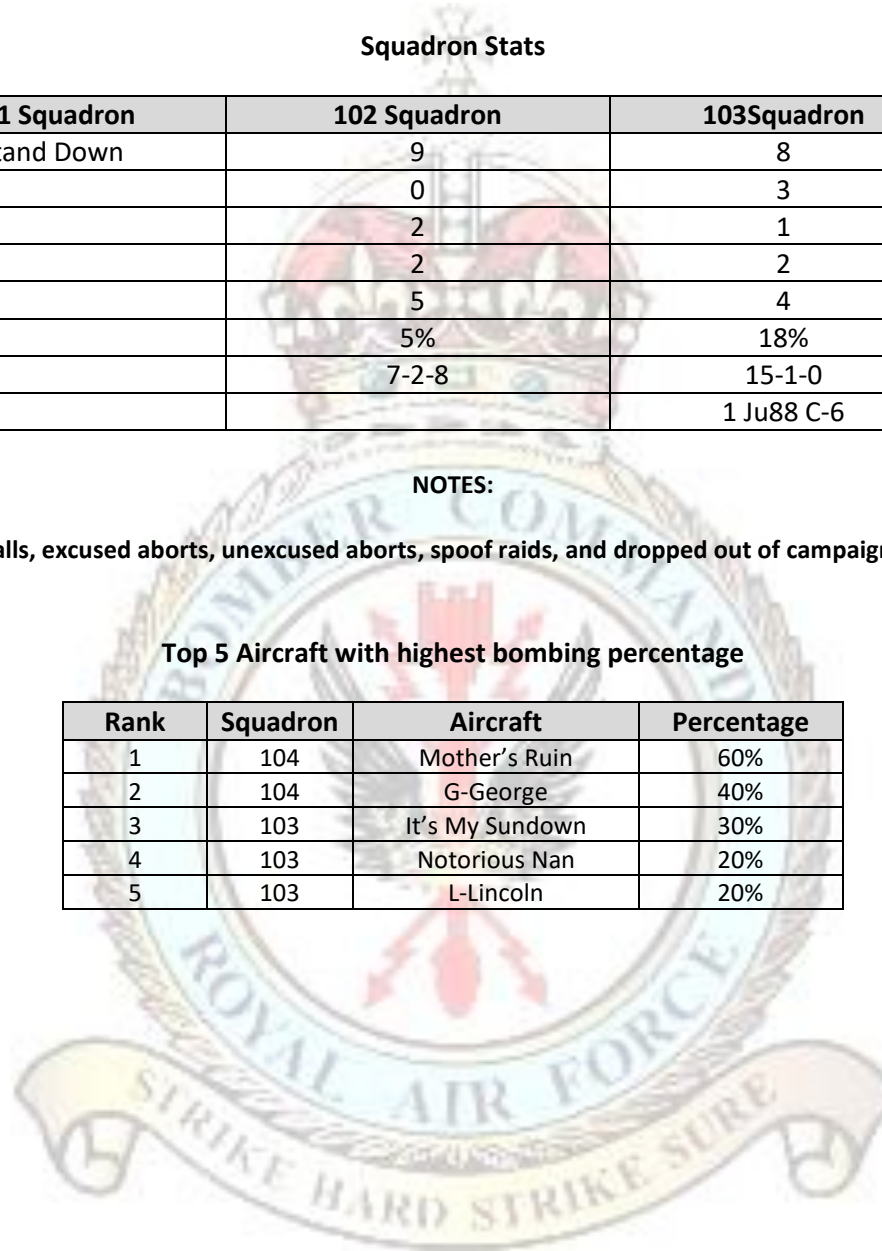 Squadron Stats
1 Squadron 102 Squadron 103Squadron
tand Down 9 8
0 3
2 1
2 2
5 4
5% 18%
7-2-8 15-1-0
1 Ju88 C-6
NOTES:
alls, excused aborts, unexcused aborts, spoof raids, and dropped out of campaign
Top 5 Aircraft with highest bombing percentage
Rank Squadron Aircraft Percentage
1 104 Mother’s Ruin 60%
2 104 G-George 40%
3 103 It’s My Sundown 30%
4 103 Notorious Nan 20%
5 103 L-Lincoln 20%
BOMBER COMMAND
ROYAL AIR FORCE
STRIKE HARD STRIKE SURE